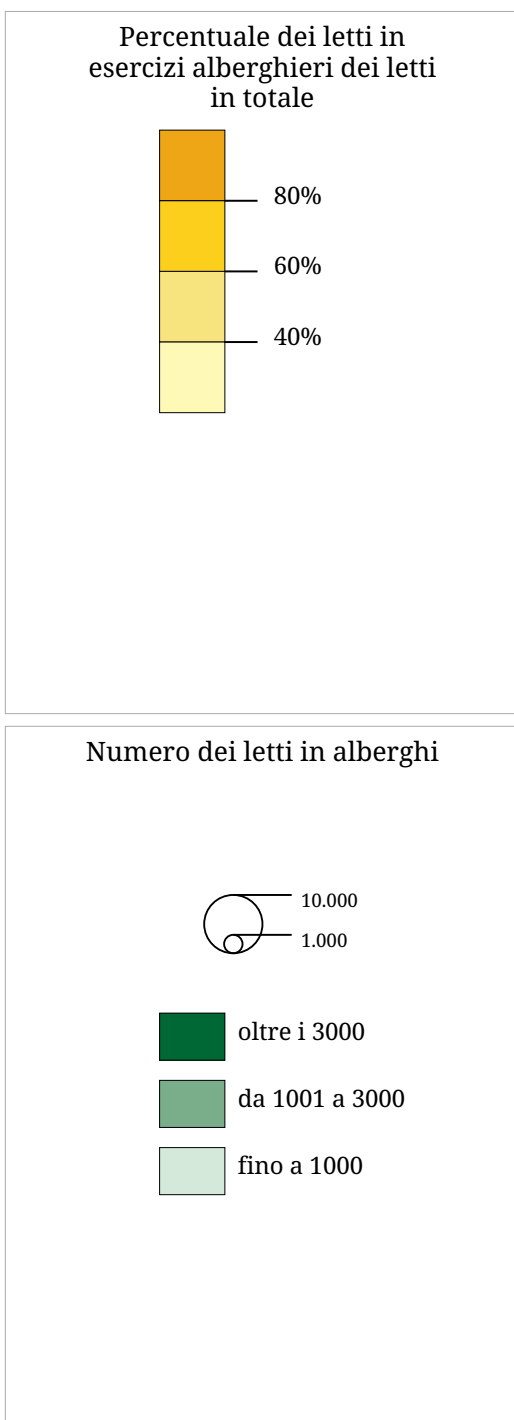 Percentuale dei letti in
esercizi alberghieri dei letti
in totale
80%
60%
40%
Numero dei letti in alberghi
10.000
1.000
oltre i 3000
da 1001 a 3000
fino a 1000